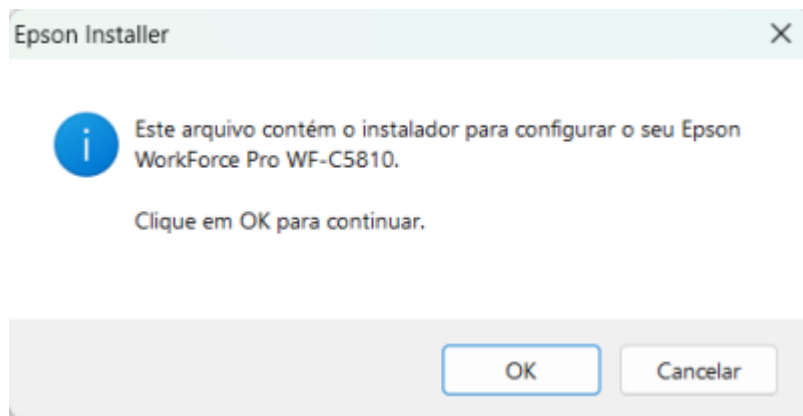 Epson Installer
Este arquivo contém o instalador para configurar o seu Epson
WorkForce Pro WF-C5810.
Clique em OK para continuar.
OK
Cancelar